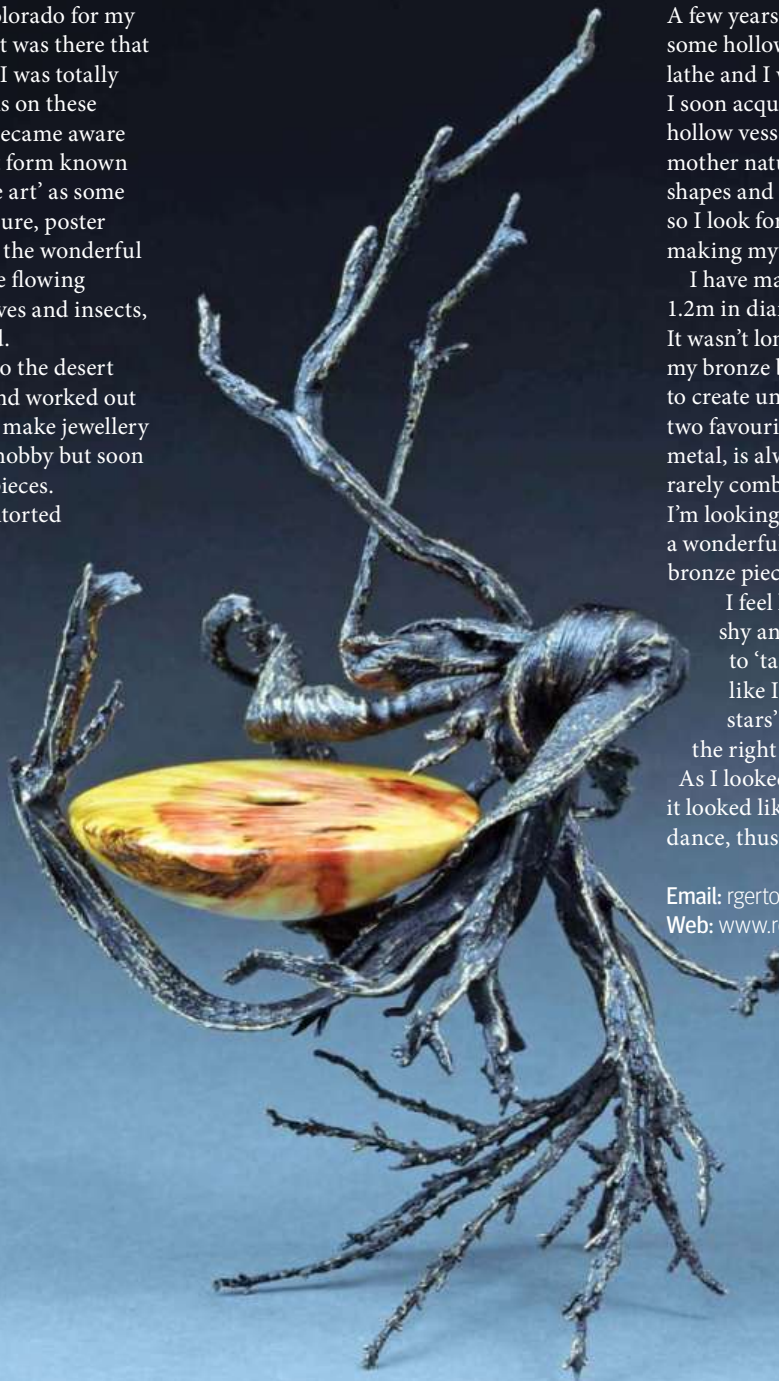 olorado for my
t was there that
I was totally
s on these
ecame aware
form known
e art' as some
ure, poster
the wonderful
e flowing
ves and insects,
d.
o the desert
nd worked out
make jewellery
hobby but soon
pieces.
torted
A few years
some hollow
lathe and I
I soon acqu
hollow vess
mother natu
shapes and
so I look for
making my
I have ma
1.2m in diar
It wasn't lon
my bronze b
to create un
two favouri
metal, is alw
rarely comb
I'm looking
a wonderfu
bronze piec
I feel
shy an
to 'ta
like I
stars'
the right
As I looked
it looked lik
dance, thus
Email: rgerto
Web: www.r